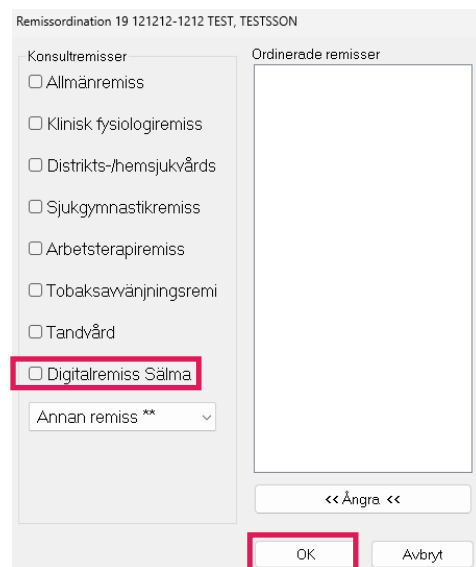 Remissordination 19 121212-1212 TEST, TESTSSON
Konsultremisser
Allmänremiss
Klinisk fysiologiremiss
Distrikts-/hemsjukvårds
Sjukgymnastikremiss
Arbetsterapiremiss
Tobaksavvänjningsremi
Tandvård
Digitalremiss Sälma
Annan remiss **
Ordinerade remisser
<< Ångra <<
OK
Avbryt